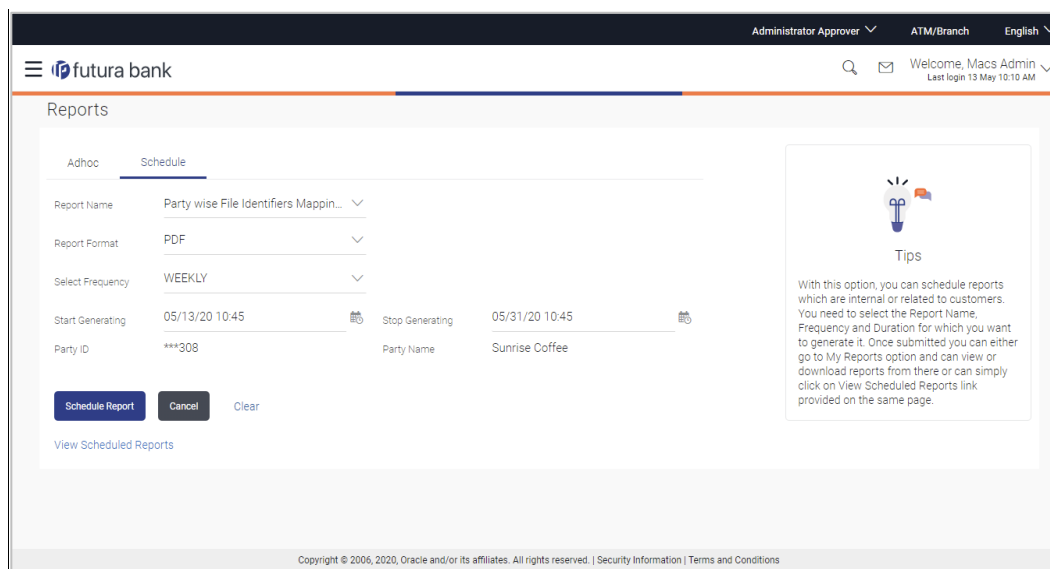 Administrator Approver ATM/Branch English
futura bank
Welcome, Macs Admin
Last login 13 May 10:10 AM
Reports
Adhoc Schedule
Report Name Party wise File Identifiers Mappin...
Report Format PDF
Select Frequency WEEKLY
Start Generating 05/13/20 10:45 Stop Generating 05/31/20 10:45
Party ID ***308 Party Name Sunrise Coffee
Schedule Report Cancel Clear
View Scheduled Reports
Tips
With this option, you can schedule reports
which are internal or related to customers.
You need to select the Report Name,
Frequency and Duration for which you want
to generate it. Once submitted you can either
go to My Reports option and can view or
download reports from there or can simply
click on View Scheduled Reports link
provided on the same page.
Copyright © 2006, 2020, Oracle and/or its affiliates. All rights reserved. | Security Information | Terms and Conditions